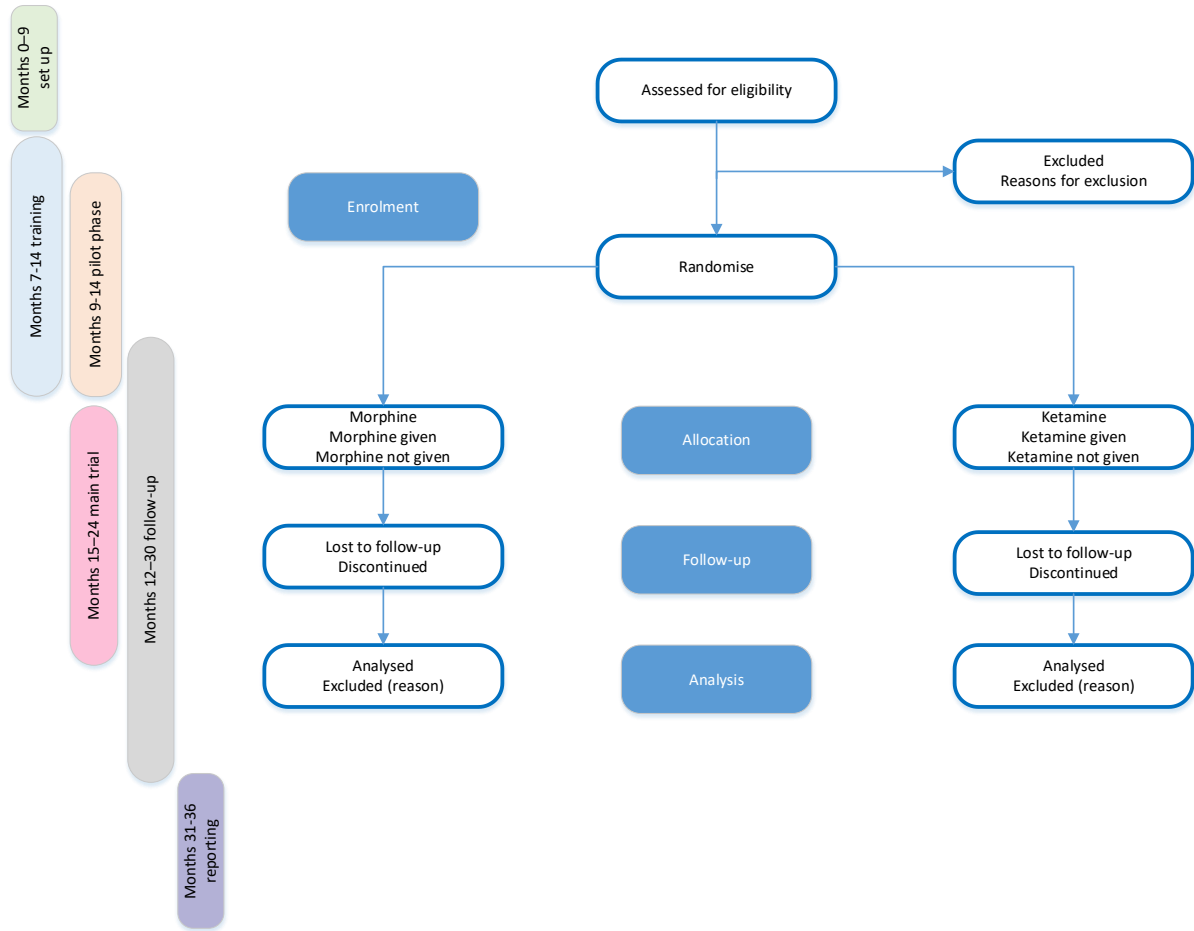 Months 0–9
set up
Months 7-14 training
Months 9-14 pilot phase
Months 15–24 main trial
Months 12–30 follow-up
Months 31-36
reporting
Assessed for eligibility
Excluded
Reasons for exclusion
Enrolment
Randomise
Morphine
Morphine given
Morphine not given
Allocation
Ketamine
Ketamine given
Ketamine not given
Lost to follow-up
Discontinued
Follow-up
Lost to follow-up
Discontinued
Analysed
Excluded (reason)
Analysis
Analysed
Excluded (reason)